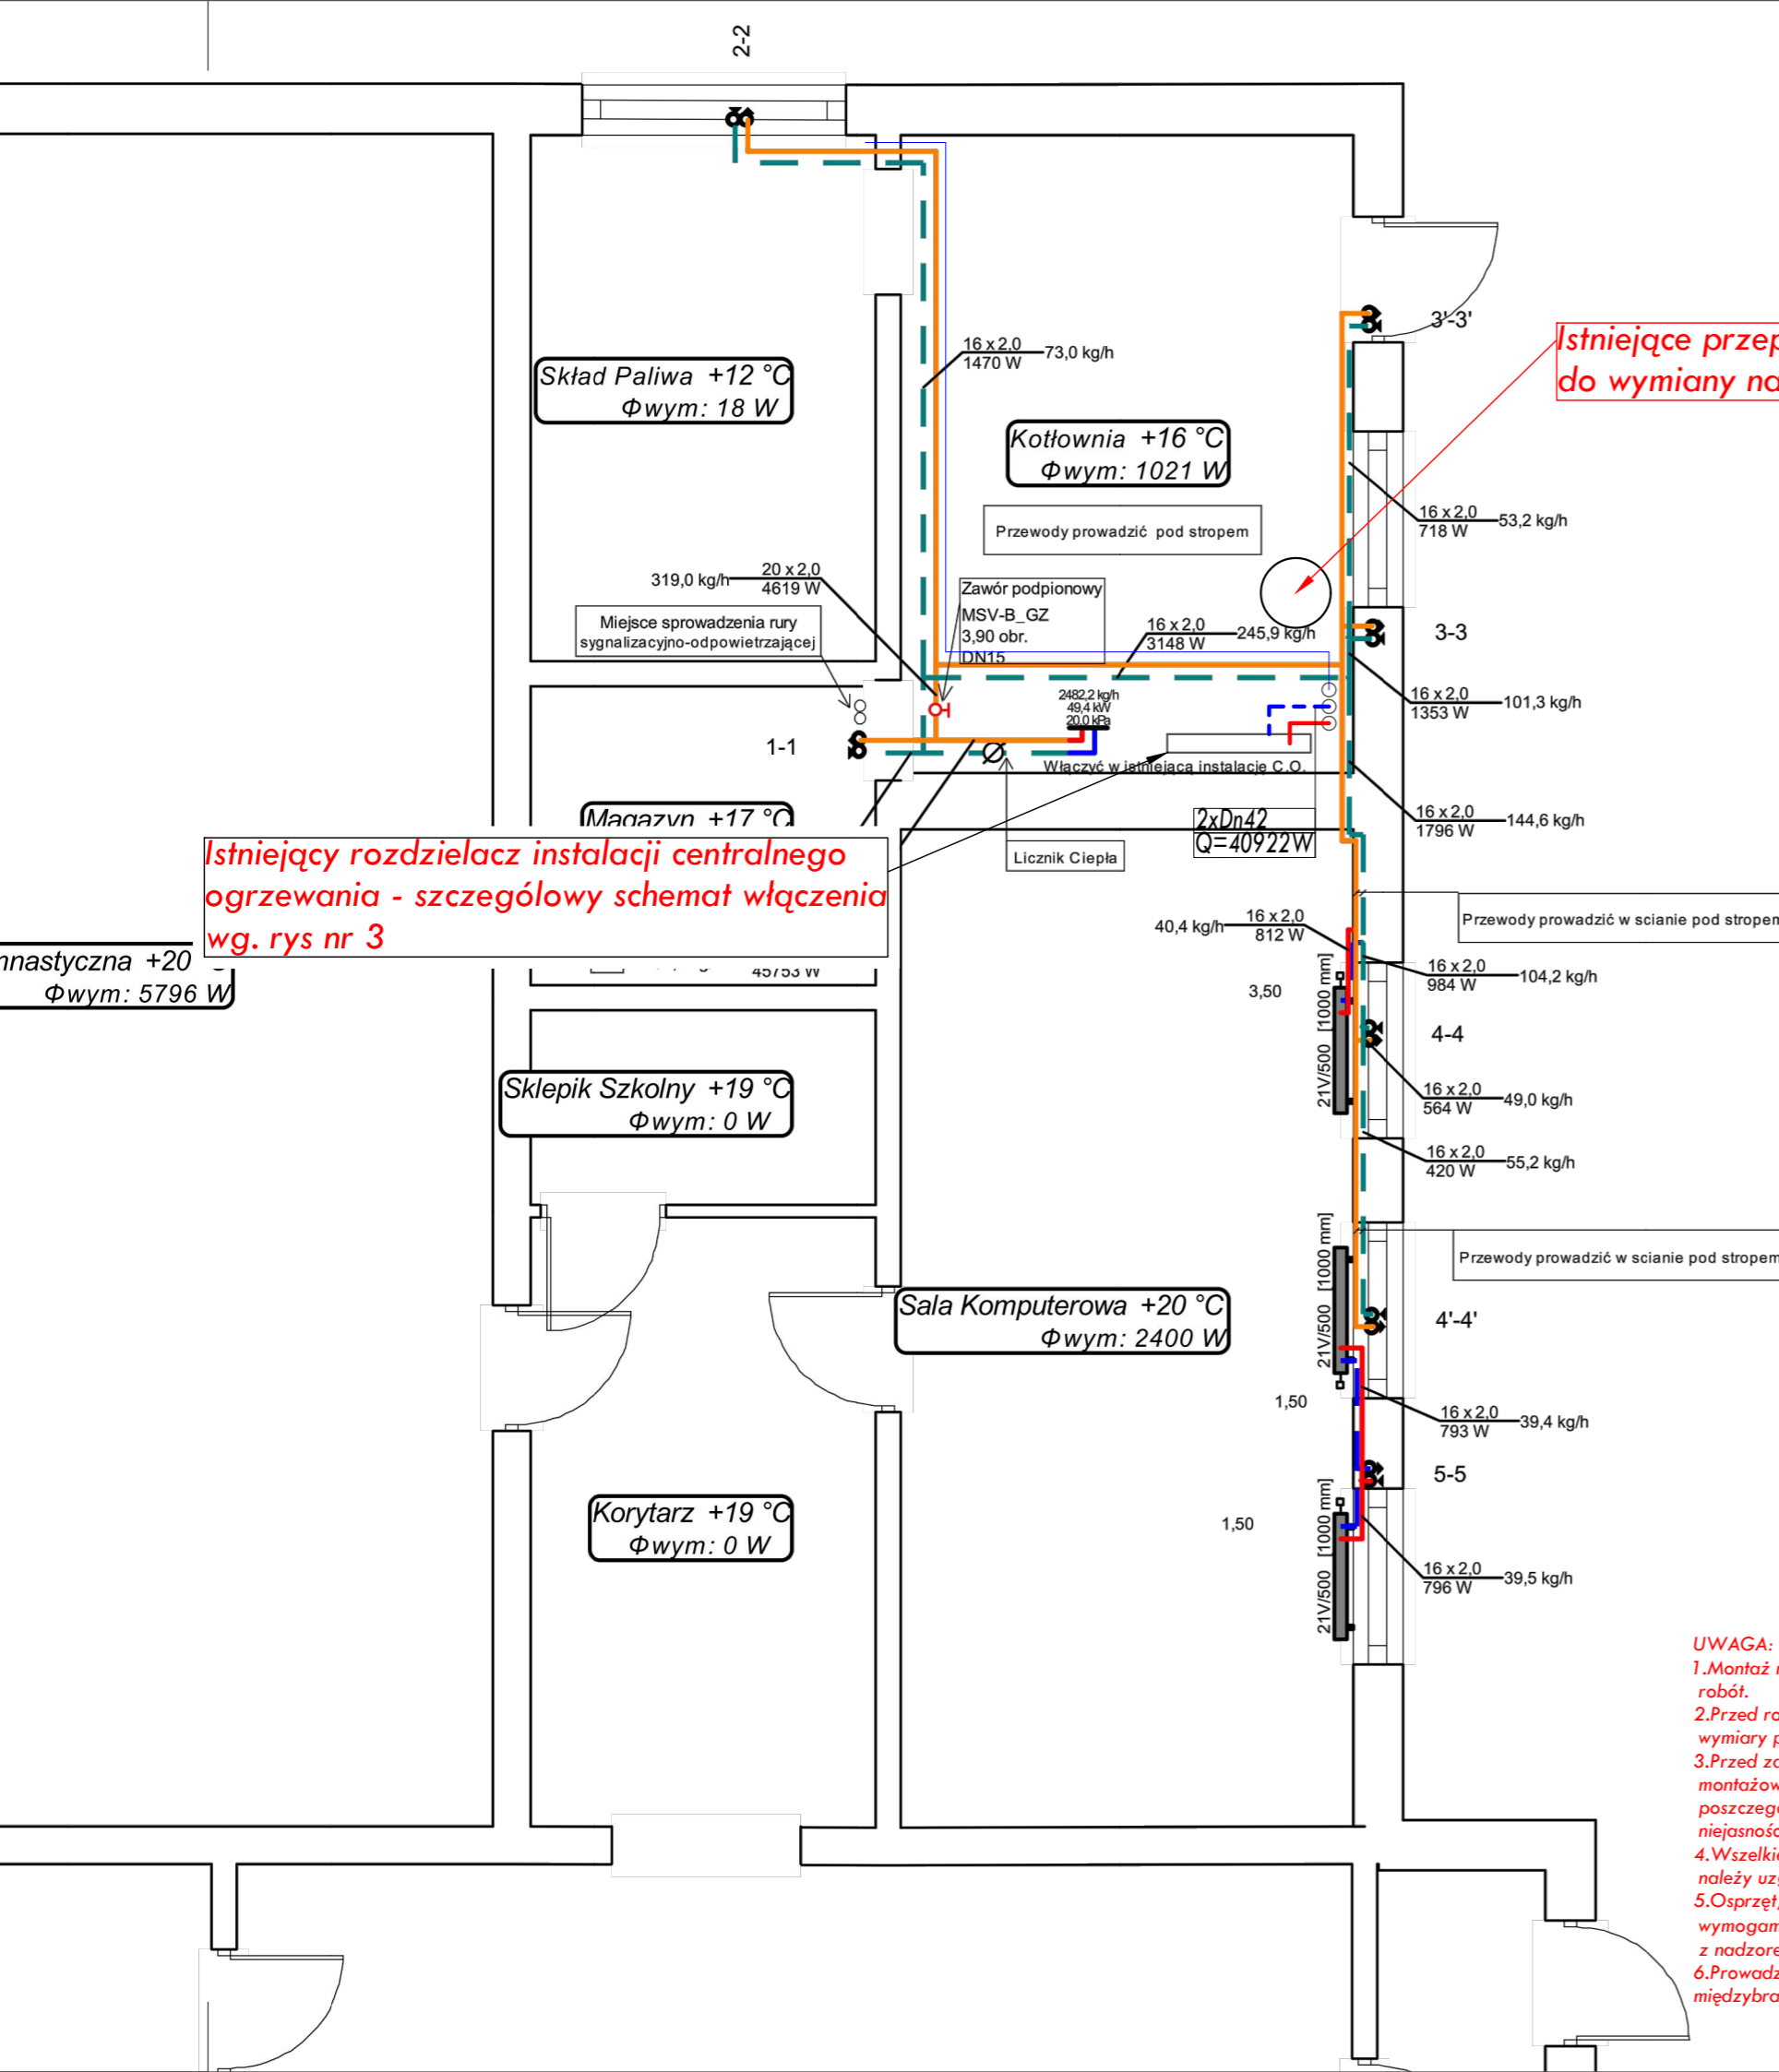 2-2
3'-3'
Istniejące
do wymiany
16 x 2,0
1470 W
73,0 kg/h
Skład Paliwa +12 °C
Φwym: 18 W
Kotłownia +16 °C
Φwym: 1021 W
Przewody prowadzić pod stropem
16 x 2,0
718 W
53,2 kg/h
319,0 kg/h
20 x 2,0
4619 W
Zawór podpionowy
MSV-B_GZ
3,90 obr.
DN15
Miejsce sprowadzenia rury
sygnalizacyjno-odpowietrzającej
16 x 2,0
3148 W
245,9 kg/h
3-3
2482,2 kg/h
49,4 kW
20,0 kPa
16 x 2,0
1353 W
101,3 kg/h
1-1
Włączyć w istniejącą instalację C.O.
Magazyn +17 °C
2xDn42
Q=40922W
16 x 2,0
1796 W
144,6 kg/h
Licznik Ciepła
Istniejący rozdzielacz instalacji centralnego
ogrzewania - szczególowy schemat włączenia
wg. rys nr 3
45753 W
+20
Φwym: 5796 W
Przewody prowadzić w scianie pod stropem
40,4 kg/h
16 x 2,0
812 W
16 x 2,0
984 W
104,2 kg/h
3,50
21V/500 [1000 mm]
4-4
Sklepik Szkolny +19 °C
Φwym: 0 W
16 x 2,0
564 W
49,0 kg/h
16 x 2,0
420 W
55,2 kg/h
Przewody prowadzić w scianie pod stropem
21V/500 [1000 mm]
Sala Komputerowa +20 °C
Φwym: 2400 W
4'-4'
1,50
16 x 2,0
793 W
39,4 kg/h
5-5
Korytarz +19 °C
Φwym: 0 W
1,50
21V/500 [1000 mm]
16 x 2,0
796 W
39,5 kg/h
UWAGA:
1.Montaż
robót.
2.Przed
wymiary
3.Przed
4.Wszelkie
należy
5.Osprzęt,
z
6.